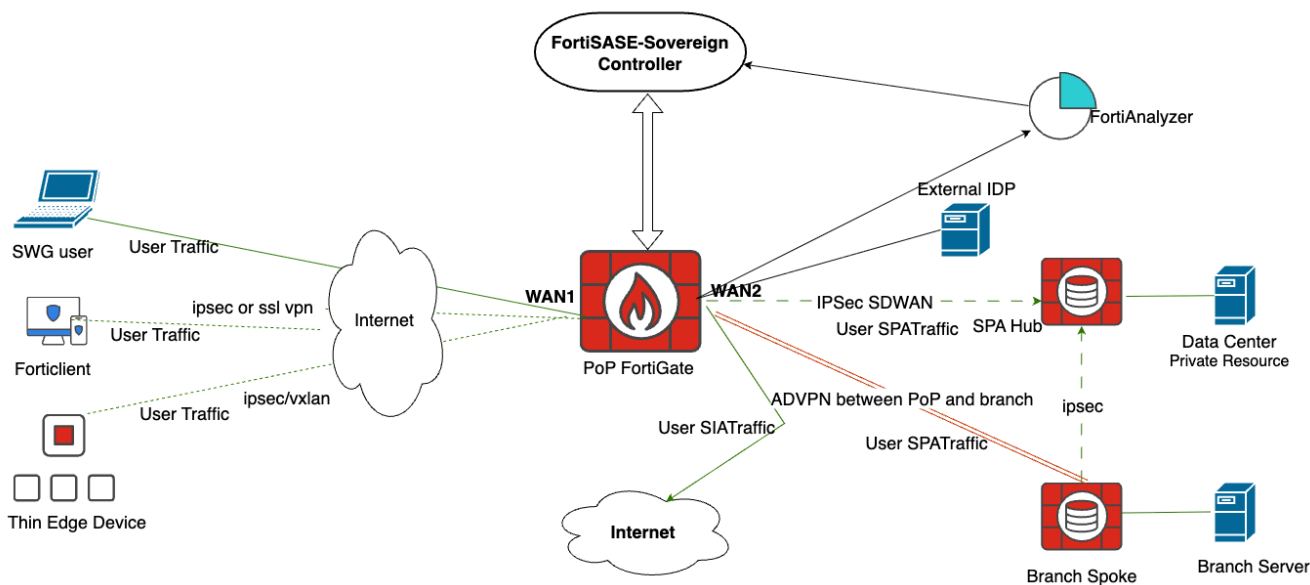 FortiSASE-Sovereign
Controller
FortiAnalyzer
External IDP
SWG user
User Traffic
WAN1
WAN2
ipsec or ssl vpn
User Traffic
Internet
IPSec SDWAN
User SPATraffic
SPA Hub
Data Center
Private Resource
Forticlient
PoP FortiGate
ipsec/vxlan
User Traffic
ADVPN between PoP and branch
ipsec
User SIATraffic
User SPATraffic
Thin Edge Device
Internet
Branch Spoke
Branch Server